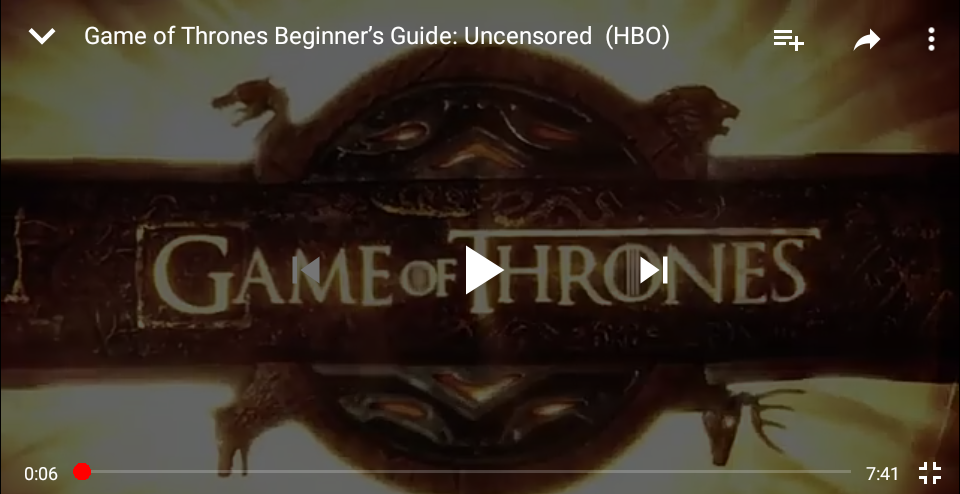 Game of Thrones Beginner’s Guide: Uncensored  (HBO)
GAME OF THRONES
0:06
7:41